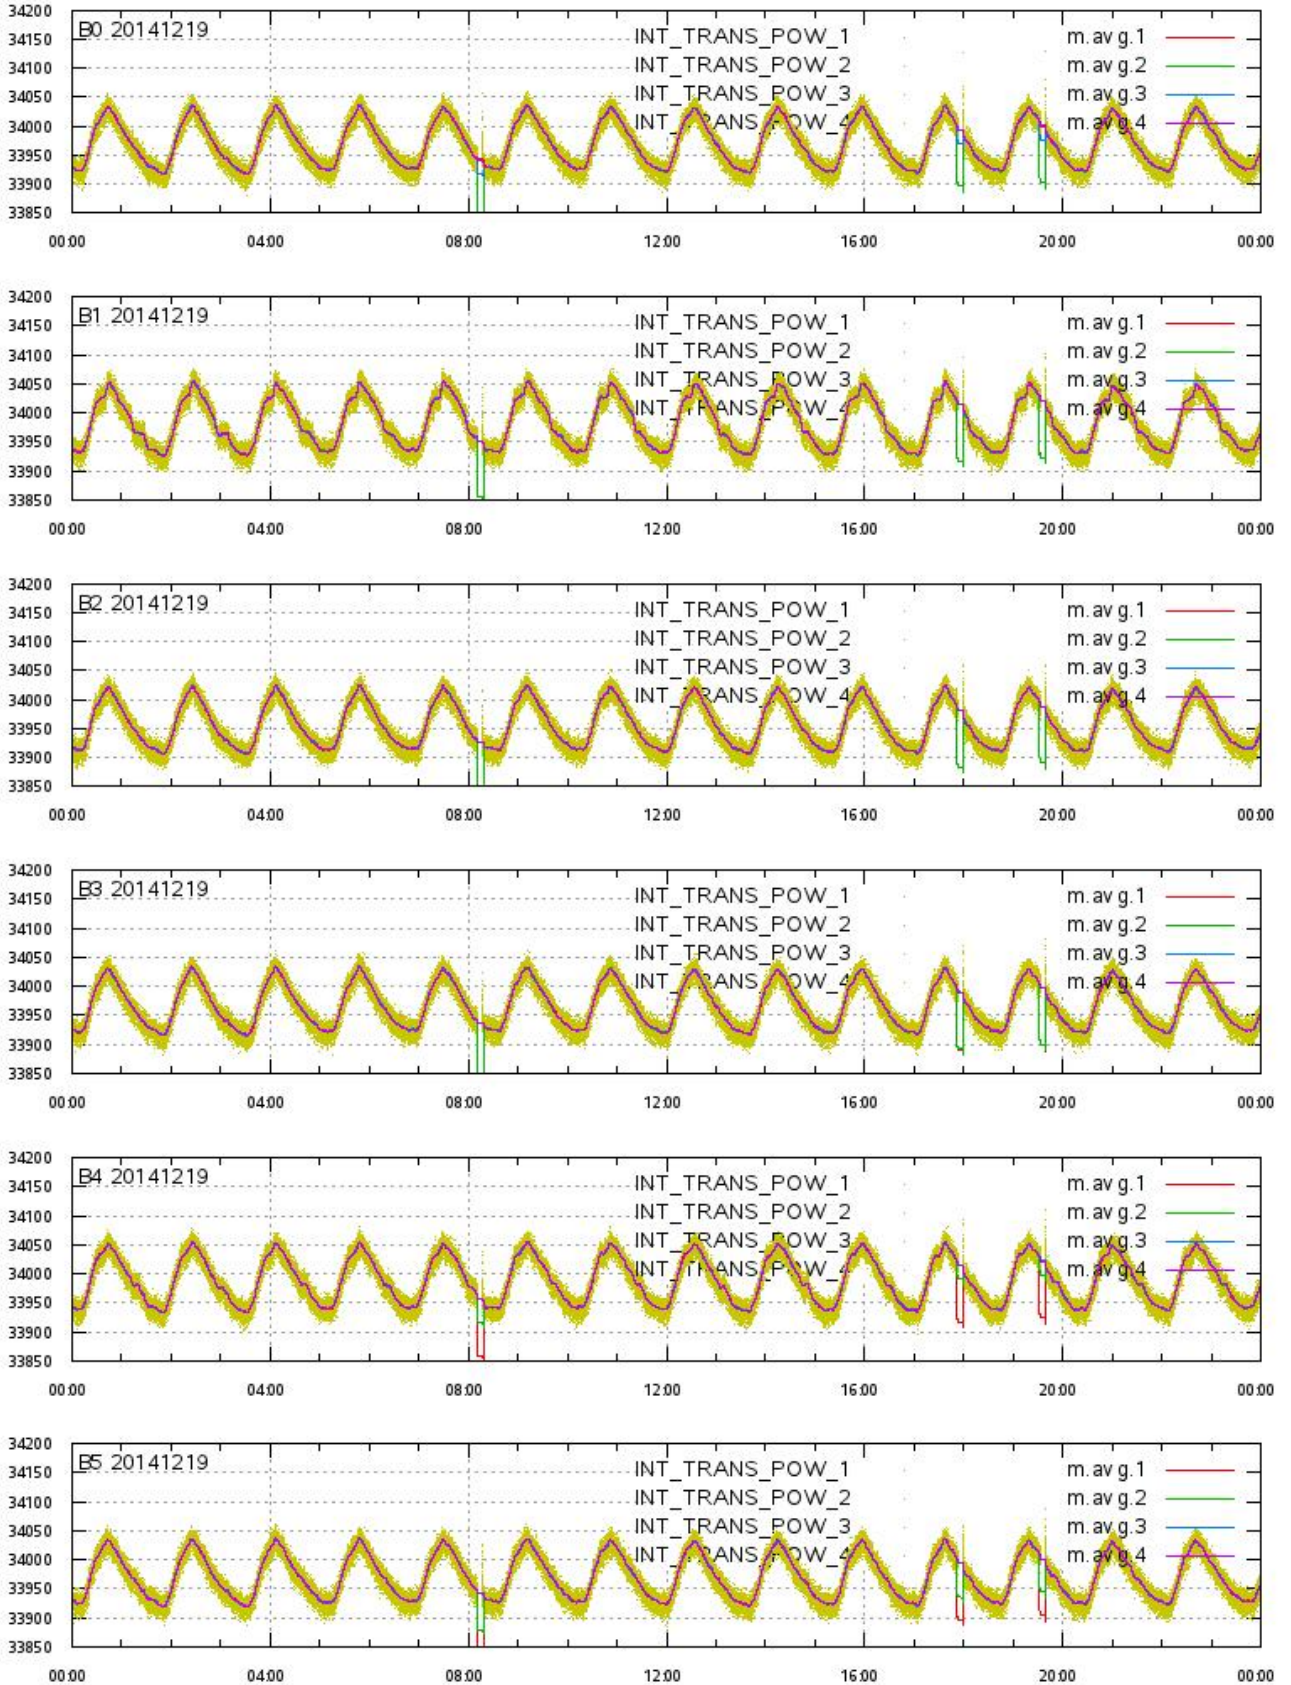 34200
B0 20141219 INT_TRANS_POW_1 m.avg.1
34150
INT_TRANS_POW_2 m.avg.2
34100
INT_TRANS_POW_3 m.avg.3
34050
INT_TRANS_POW_4 m.avg.4
34000
33950
33900
33850
00:00 04:00 08:00 12:00 16:00 20:00 00:00
34200
B1 20141219 INT_TRANS_POW_1 m.avg.1
34150
INT_TRANS_POW_2 m.avg.2
34100
INT_TRANS_POW_3 m.avg.3
34050
INT_TRANS_POW_4 m.avg.4
34000
33950
33900
33850
00:00 04:00 08:00 12:00 16:00 20:00 00:00
34200
B2 20141219 INT_TRANS_POW_1 m.avg.1
34150
INT_TRANS_POW_2 m.avg.2
34100
INT_TRANS_POW_3 m.avg.3
34050
INT_TRANS_POW_4 m.avg.4
34000
33950
33900
33850
00:00 04:00 08:00 12:00 16:00 20:00 00:00
34200
B3 20141219 INT_TRANS_POW_1 m.avg.1
34150
INT_TRANS_POW_2 m.avg.2
34100
INT_TRANS_POW_3 m.avg.3
34050
INT_TRANS_POW_4 m.avg.4
34000
33950
33900
33850
00:00 04:00 08:00 12:00 16:00 20:00 00:00
34200
B4 20141219 INT_TRANS_POW_1 m.avg.1
34150
INT_TRANS_POW_2 m.avg.2
34100
INT_TRANS_POW_3 m.avg.3
34050
INT_TRANS_POW_4 m.avg.4
34000
33950
33900
33850
00:00 04:00 08:00 12:00 16:00 20:00 00:00
34200
B5 20141219 INT_TRANS_POW_1 m.avg.1
34150
INT_TRANS_POW_2 m.avg.2
34100
INT_TRANS_POW_3 m.avg.3
34050
INT_TRANS_POW_4 m.avg.4
34000
33950
33900
33850
00:00 04:00 08:00 12:00 16:00 20:00 00:00